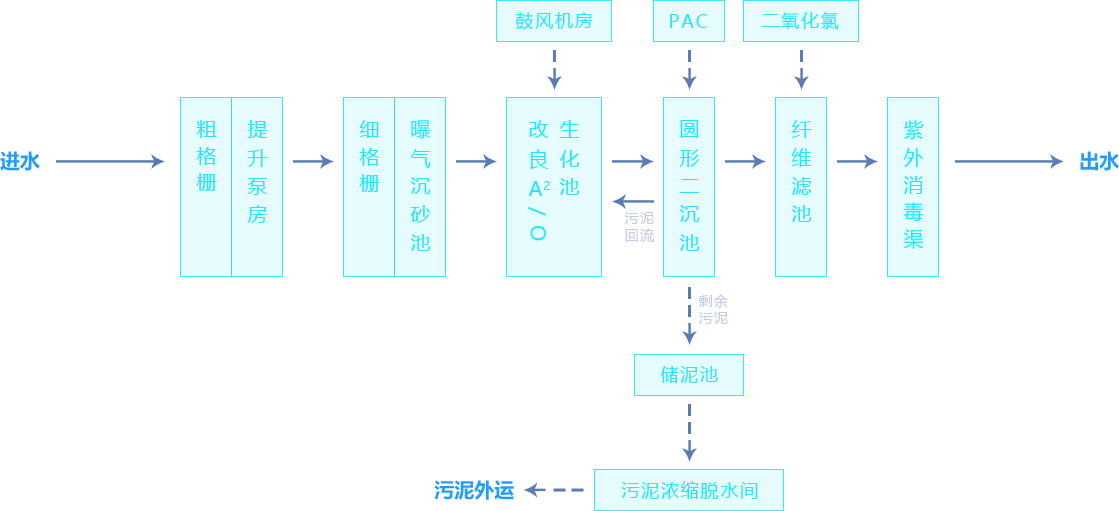 鼓风机房
PAC
二氧化氯
进水
粗格栅
提升泵房
细格栅
曝气沉砂池
改良A²/O
生化池
圆形二沉池
纤维滤池
紫外消毒渠
出水
污泥
回流
剩余
污泥
储泥池
污泥外运
污泥浓缩脱水间